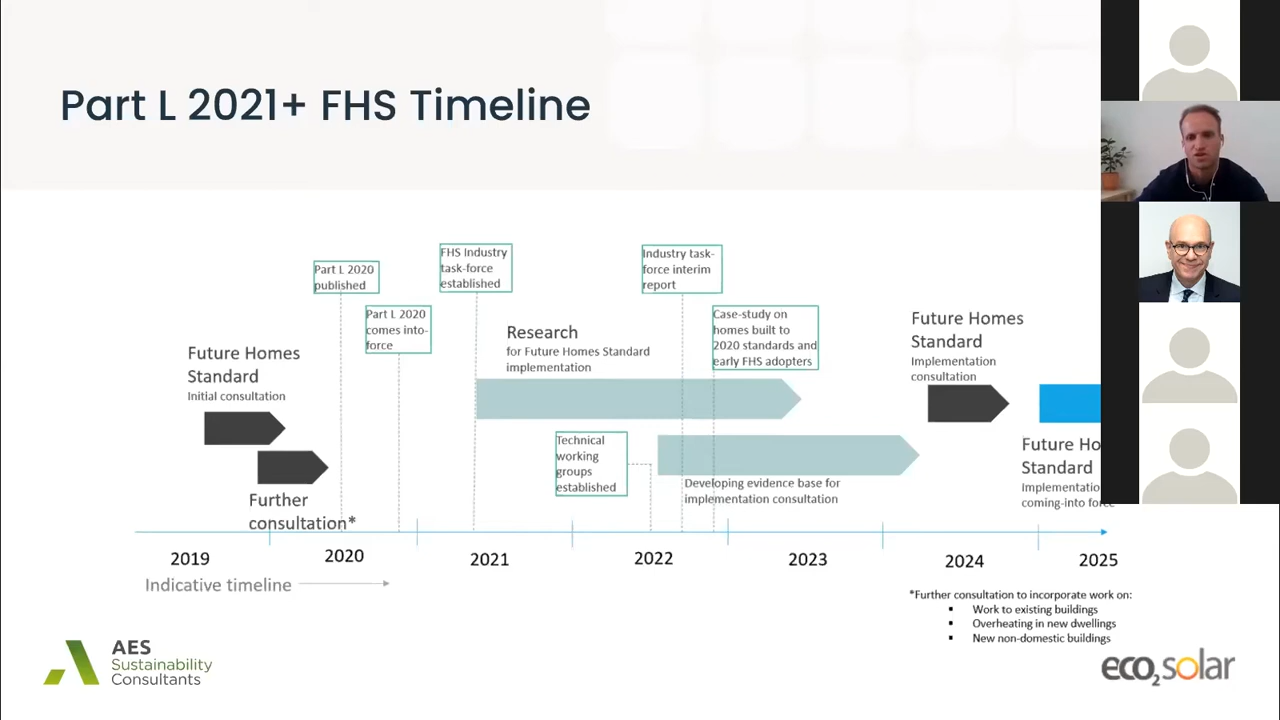 Part L 2021+ FHS Timeline
Part L 2020
published
FHS Industry
task-force
established
Industry task-
force interim
report
Part L 2020
comes into-
force
Case-study on
homes built to
2020 standards and
early FHS adopters
Research
for Future Homes Standard
implementation
Future Homes
Standard
Initial consultation
Future Homes
Standard
Implementation
consultation
Technical
working
groups
established
Developing evidence base for
implementation consultation
Further
consultation*
Future Ho
Standard
Implementatio
coming-into force
2019
2020
2021
2022
2023
2024
2025
Indicative timeline
*Further consultation to incorporate work on:
▪ Work to existing buildings
▪ Overheating in new dwellings
▪ New non-domestic buildings
AES
Sustainability
Consultants
eco2solar